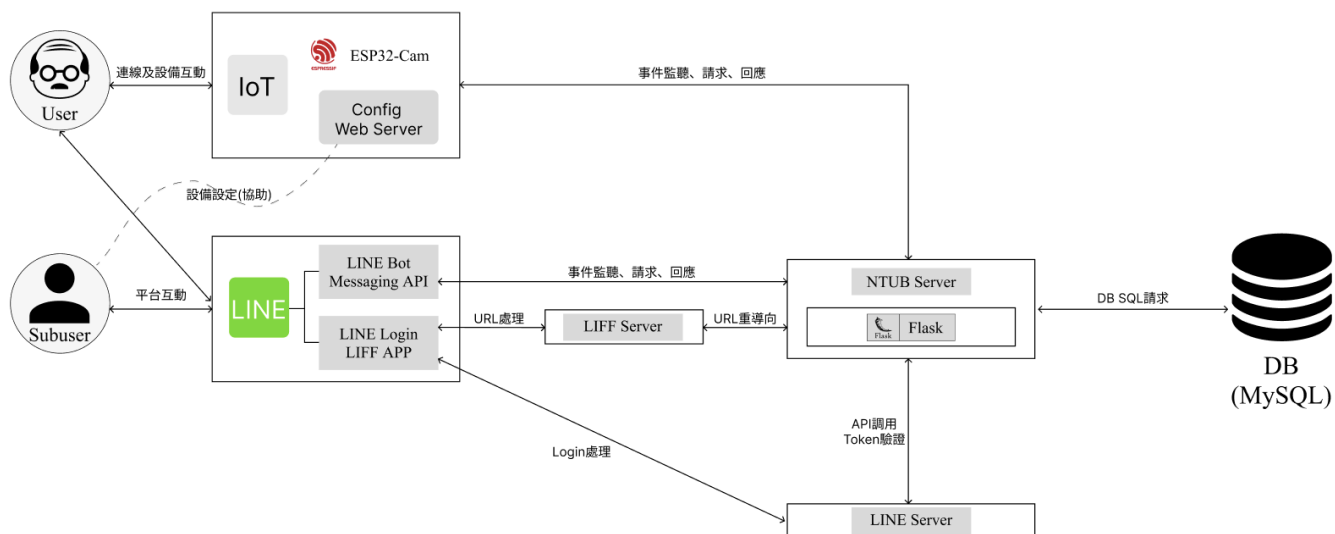 User
連線及設備互動
IoT
ESPRESSIF
ESP32-Cam
Config
Web Server
事件監聽、請求、回應
設備設定(協助)
Subuser
平台互動
LINE
LINE Bot
Messaging API
LINE Login
LIFF APP
事件監聽、請求、回應
URL處理
LIFF Server
URL重導向
NTUB Server
Flask
Flask
DB SQL請求
DB
(MySQL)
API調用
Token驗證
Login處理
LINE Server